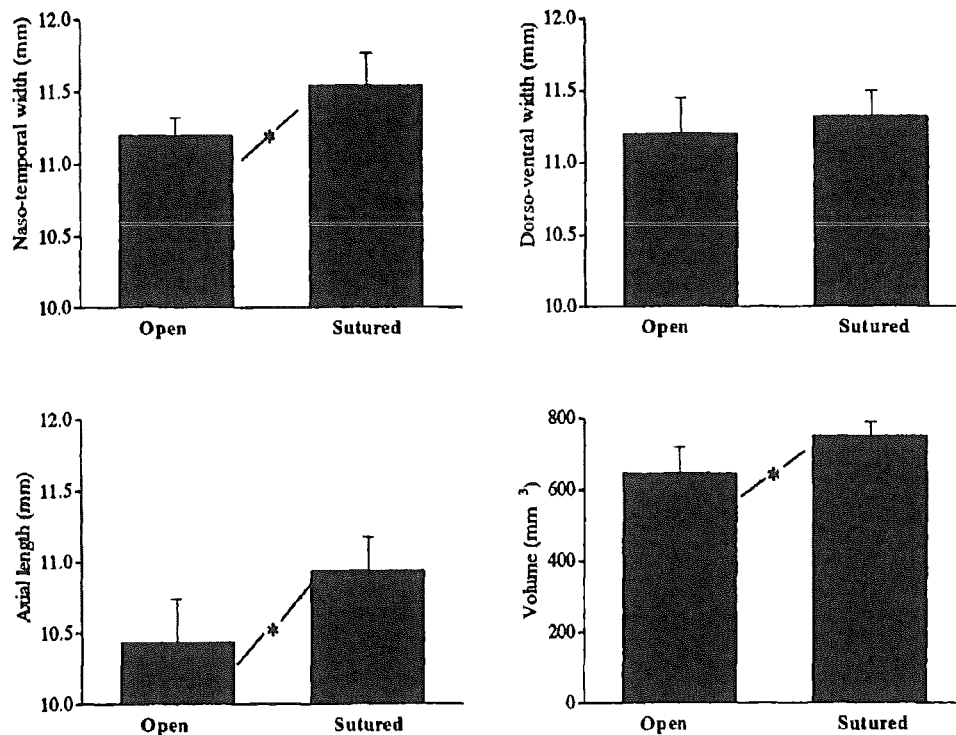 Naso-temporal width (mm)
12.0
11.5
11.0
10.5
10.0
*
Open Sutured
Dorso-ventral width (mm)
12.0
11.5
11.0
10.5
10.0
Open Sutured
Axial length (mm)
12.0
11.5
11.0
10.5
10.0
*
Open Sutured
Volume (mm³)
800
600
400
200
0
*
Open Sutured